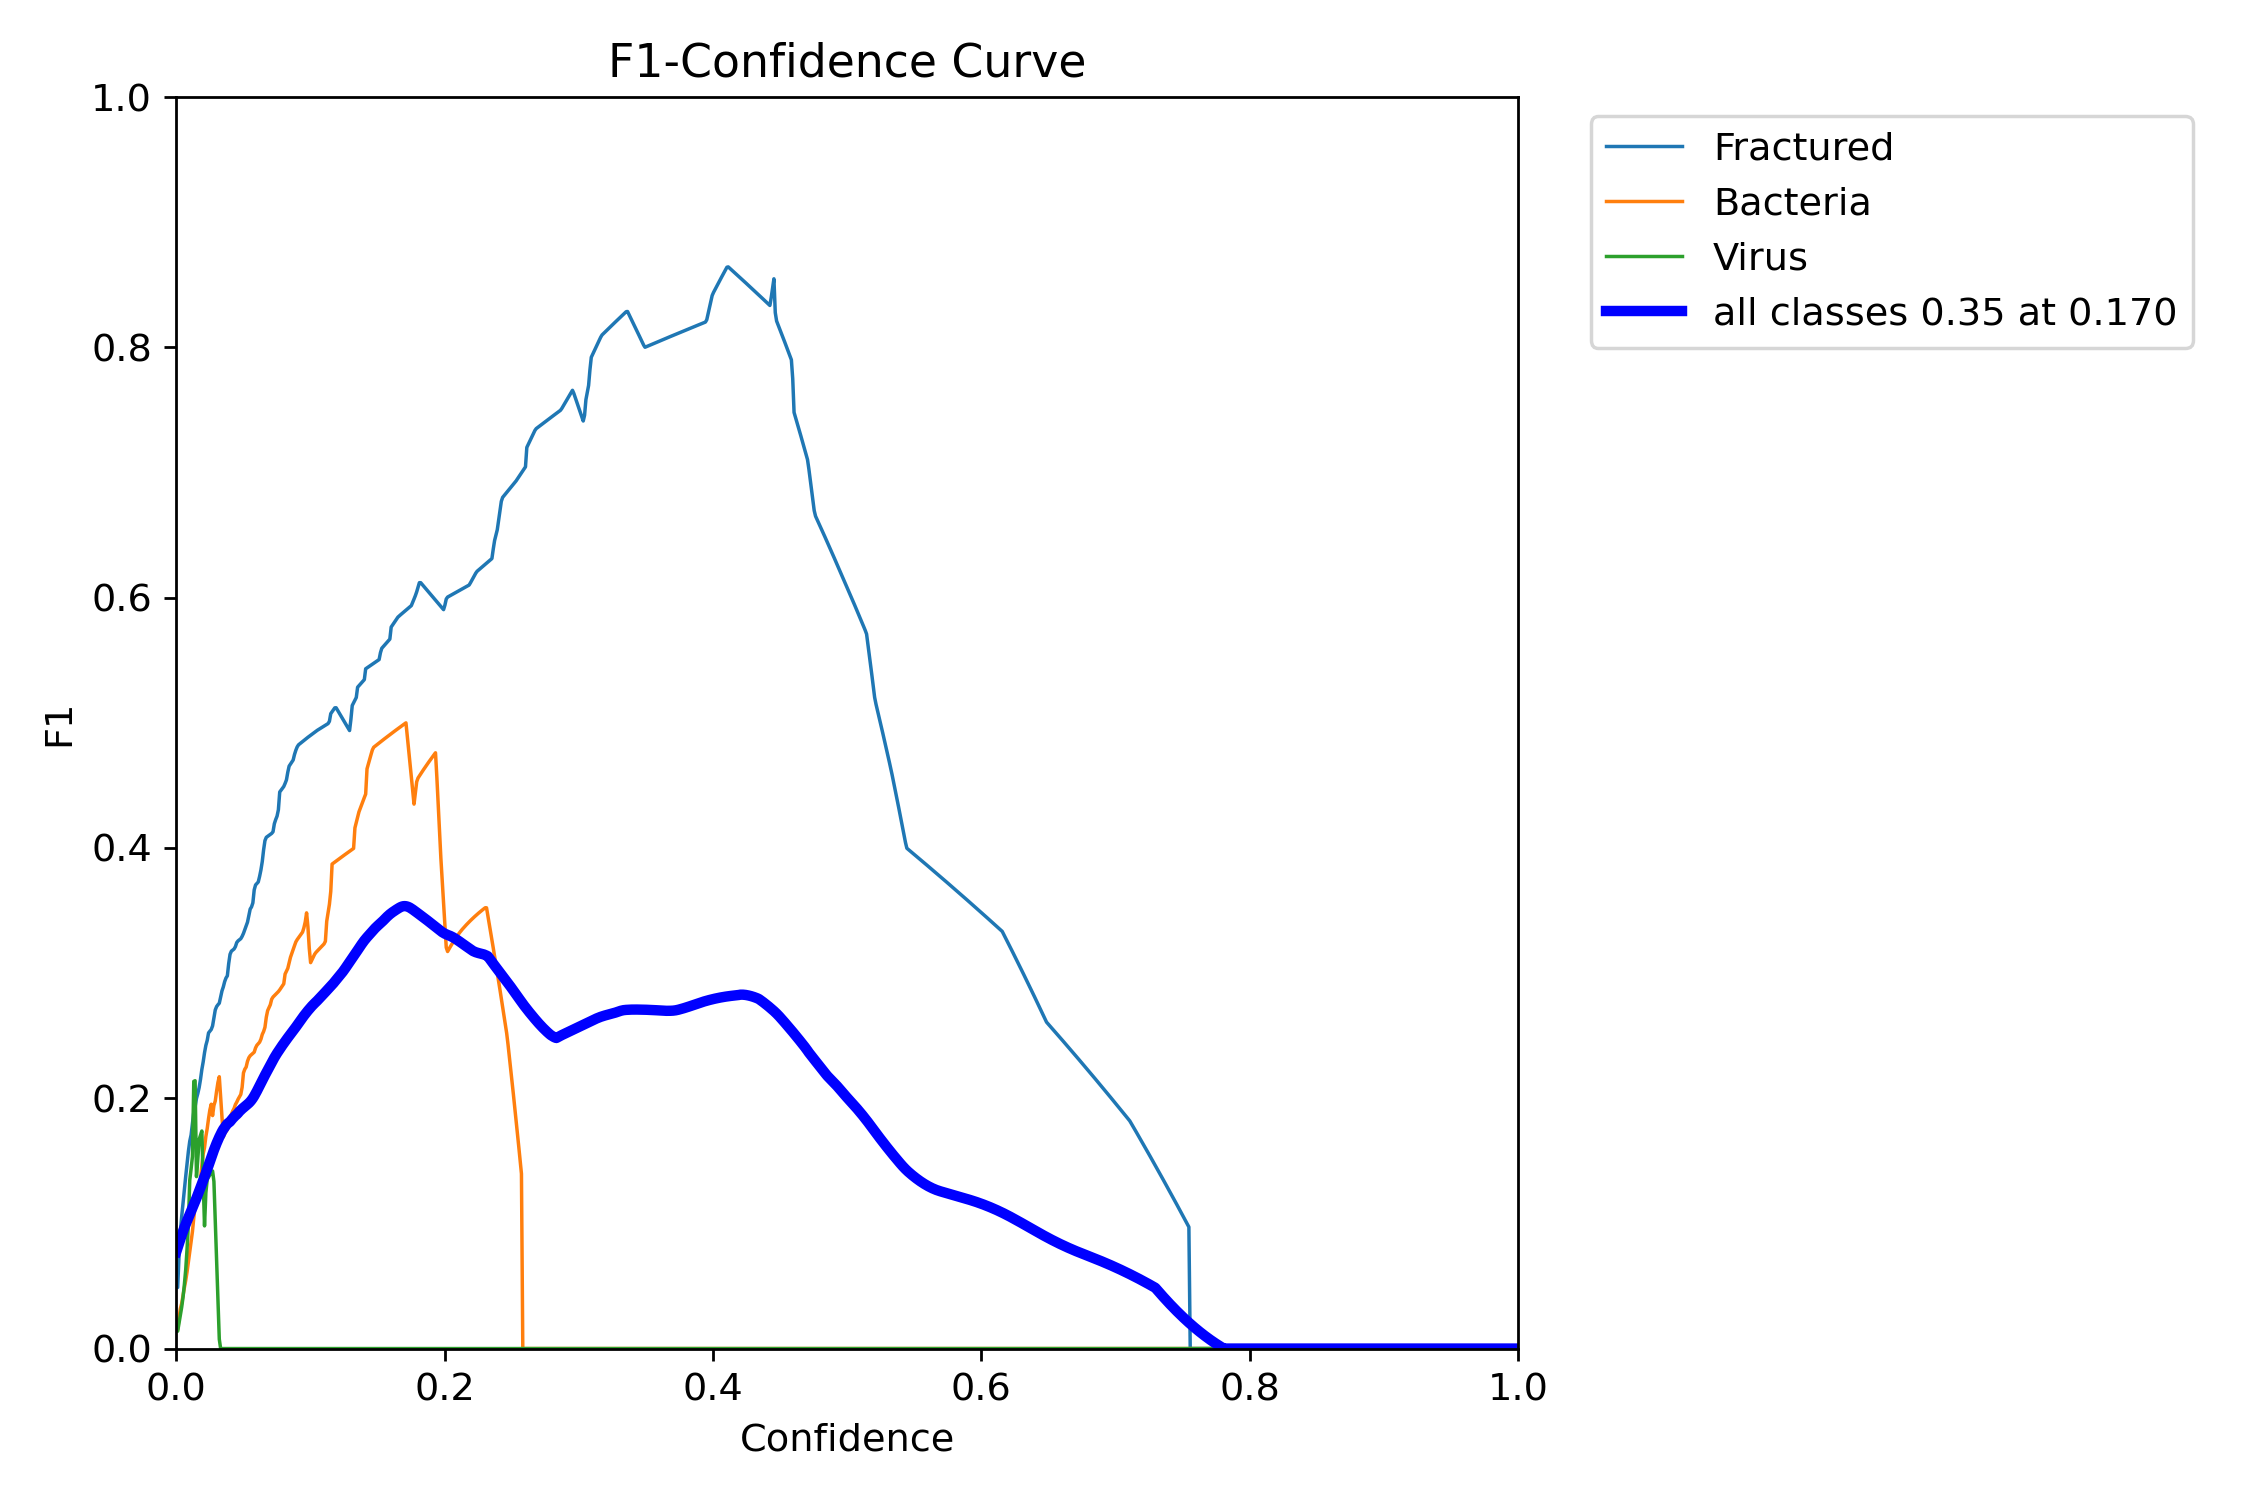 F1-Confidence Curve
1.0
0.8
0.6
0.4
0.2
0.0
F1
0.0 0.2 0.4 0.6 0.8 1.0
Confidence
Fractured
Bacteria
Virus
all classes 0.35 at 0.170